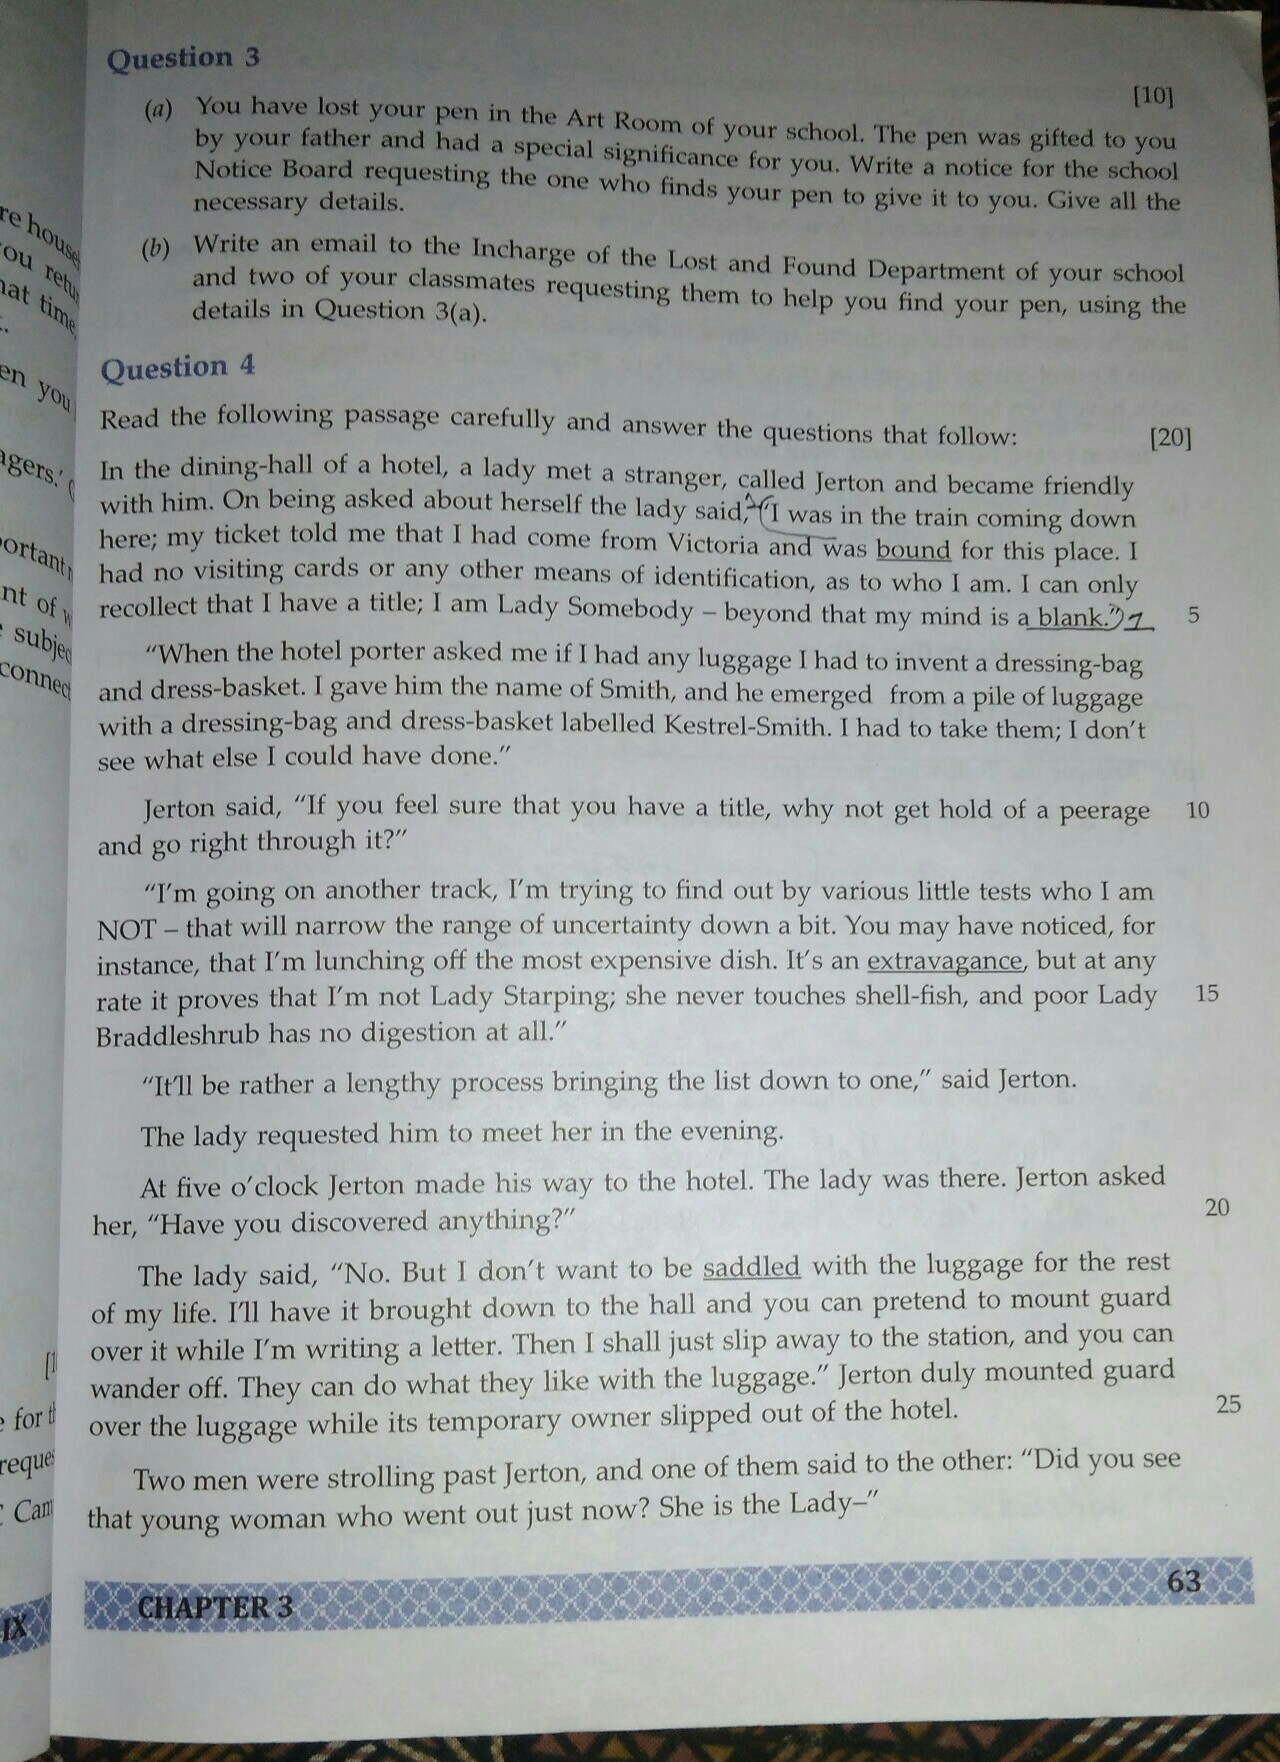 Question 3
[10]
(a) You have lost your pen in the Art Room of your school. The pen was gifted to you
by your father and had a special significance for you. Write a notice for the school
Notice Board requesting the one who finds your pen to give it to you. Give all the
necessary details.
(b) Write an email to the Incharge of the Lost and Found Department of your school
and two of your classmates requesting them to help you find your pen, using the
details in Question 3(a).
Question 4
Read the following passage carefully and answer the questions that follow: [20]
In the dining-hall of a hotel, a lady met a stranger, called Jerton and became friendly
with him. On being asked about herself the lady said, "I was in the train coming down
here; my ticket told me that I had come from Victoria and was bound for this place. I
had no visiting cards or any other means of identification, as to who I am. I can only
recollect that I have a title; I am Lady Somebody – beyond that my mind is a blank." 1 5
"When the hotel porter asked me if I had any luggage I had to invent a dressing-bag
and dress-basket. I gave him the name of Smith, and he emerged from a pile of luggage
with a dressing-bag and dress-basket labelled Kestrel-Smith. I had to take them; I don't
see what else I could have done."
Jerton said, "If you feel sure that you have a title, why not get hold of a peerage 10
and go right through it?"
"I'm going on another track, I'm trying to find out by various little tests who I am
NOT – that will narrow the range of uncertainty down a bit. You may have noticed, for
instance, that I'm lunching off the most expensive dish. It's an extravagance, but at any
rate it proves that I'm not Lady Starping; she never touches shell-fish, and poor Lady 15
Braddleshrub has no digestion at all."
"It'll be rather a lengthy process bringing the list down to one," said Jerton.
The lady requested him to meet her in the evening.
At five o'clock Jerton made his way to the hotel. The lady was there. Jerton asked
her, "Have you discovered anything?" 20
The lady said, "No. But I don't want to be saddled with the luggage for the rest
of my life. I'll have it brought down to the hall and you can pretend to mount guard
over it while I'm writing a letter. Then I shall just slip away to the station, and you can
wander off. They can do what they like with the luggage." Jerton duly mounted guard
over the luggage while its temporary owner slipped out of the hotel. 25
Two men were strolling past Jerton, and one of them said to the other: "Did you see
that young woman who went out just now? She is the Lady–"
CHAPTER 3
63
re house
ou retu
hat time
en you
agers.'
nt of
subjec
connect
for th
reques
IX